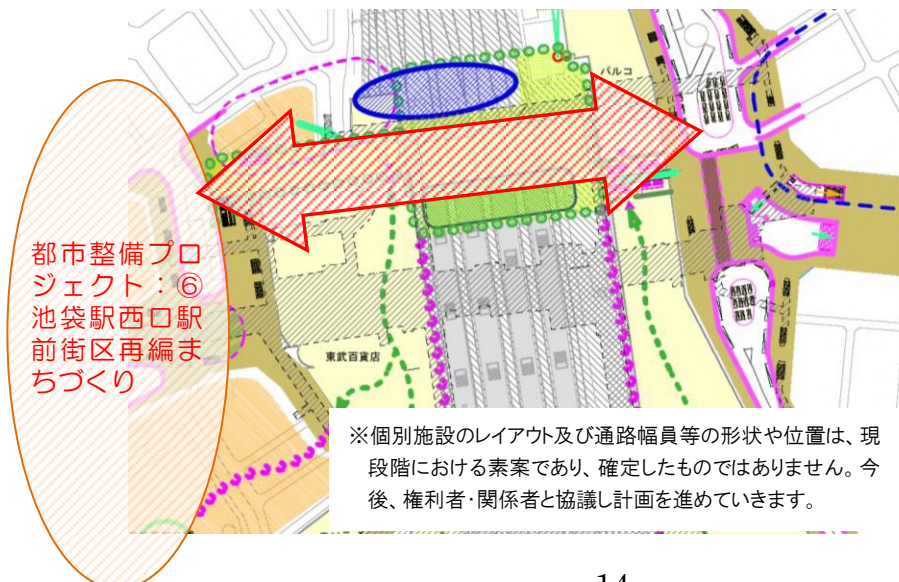 パルコ
都市整備プロ
ジェクト：⑥
池袋駅西口駅
前街区再編ま
ちづくり
東武百貨店
※個別施設のレイアウト及び通路幅員等の形状や位置は、現
段階における素案であり、確定したものではありません。今
後、権利者・関係者と協議し計画を進めていきます。
14